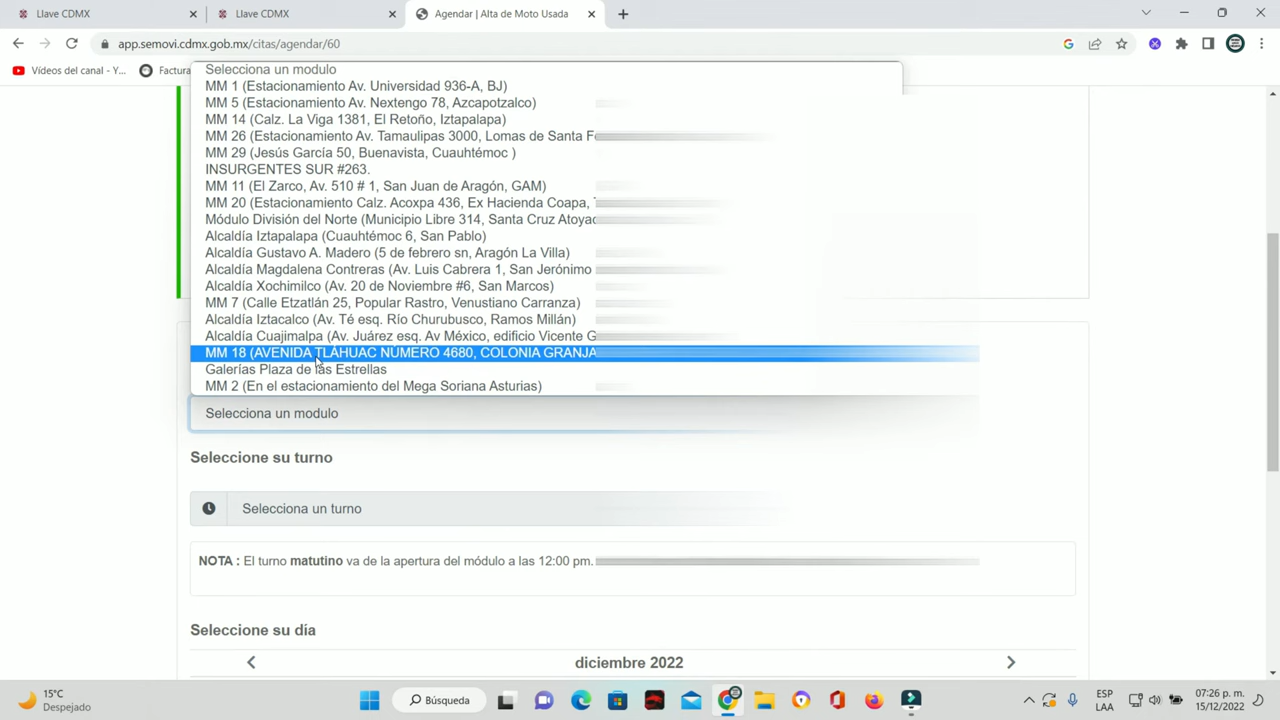 Llave CDMX
Llave CDMX
Agendar | Alta de Moto Usada
app.semovi.cdmx.gob.mx/citas/agendar/60
Vídeos del canal - Y...
Factura
Selecciona un modulo
MM 1 (Estacionamiento Av. Universidad 936-A, BJ)
MM 5 (Estacionamiento Av. Nextengo 78, Azcapotzalco)
MM 14 (Calz. La Viga 1381, El Retoño, Iztapalapa)
MM 26 (Estacionamiento Av. Tamaulipas 3000, Lomas de Santa Fe
MM 29 (Jesús García 50, Buenavista, Cuauhtémoc )
INSURGENTES SUR #263.
MM 11 (El Zarco, Av. 510 # 1, San Juan de Aragón, GAM)
MM 20 (Estacionamiento Calz. Acoxpa 436, Ex Hacienda Coapa,
Módulo División del Norte (Municipio Libre 314, Santa Cruz Atoyac
Alcaldía Iztapalapa (Cuauhtémoc 6, San Pablo)
Alcaldía Gustavo A. Madero (5 de febrero sn, Aragón La Villa)
Alcaldía Magdalena Contreras (Av. Luis Cabrera 1, San Jerónimo
Alcaldía Xochimilco (Av. 20 de Noviembre #6, San Marcos)
MM 7 (Calle Etzatlán 25, Popular Rastro, Venustiano Carranza)
Alcaldía Iztacalco (Av. Té esq. Río Churubusco, Ramos Millán)
Alcaldía Cuajimalpa (Av. Juárez esq. Av México, edificio Vicente G
MM 18 (AVENIDA TLÁHUAC NÚMERO 4680, COLONIA GRANJA
Galerías Plaza de las Estrellas
MM 2 (En el estacionamiento del Mega Soriana Asturias)
Selecciona un modulo
Seleccione su turno
Selecciona un turno
NOTA : El turno matutino va de la apertura del módulo a las 12:00 pm.
Seleccione su día
diciembre 2022
15°C
Despejado
Búsqueda
ESP
LAA
07:26 p. m.
15/12/2022